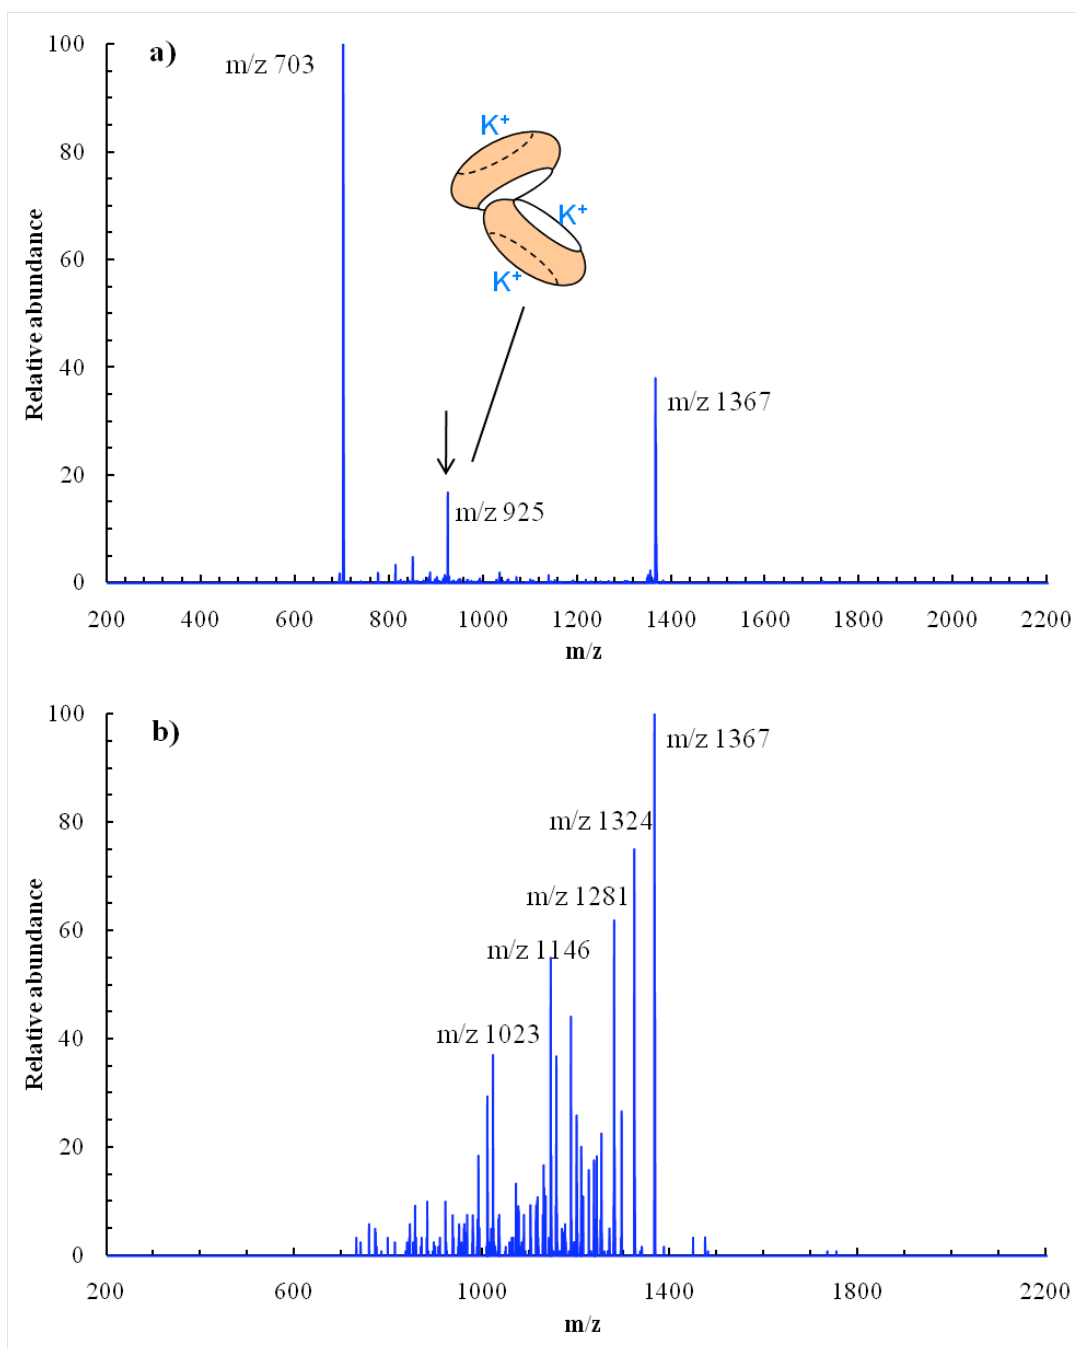 a)
100
80
60
40
20
0
Relative abundance
m/z 703
K⁺
K⁺
K⁺
m/z 1367
m/z 925
200 400 600 800 1000 1200 1400 1600 1800 2000 2200
m/z
b)
100
80
60
40
20
0
Relative abundance
m/z 1367
m/z 1324
m/z 1281
m/z 1146
m/z 1023
200 600 1000 1400 1800 2200
m/z